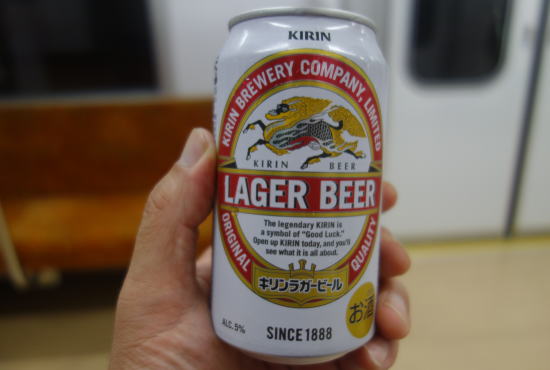 KIRIN
KIRIN BREWERY COMPANY, LIMITED
KIRIN BEER
LAGER BEER
The legendary KIRIN is
a symbol of "Good Luck."
Open up KIRIN today, and you'll
see what it is all about.
ORIGINAL QUALITY
キリンラガービール
お酒
ALC.5%
SINCE 1888